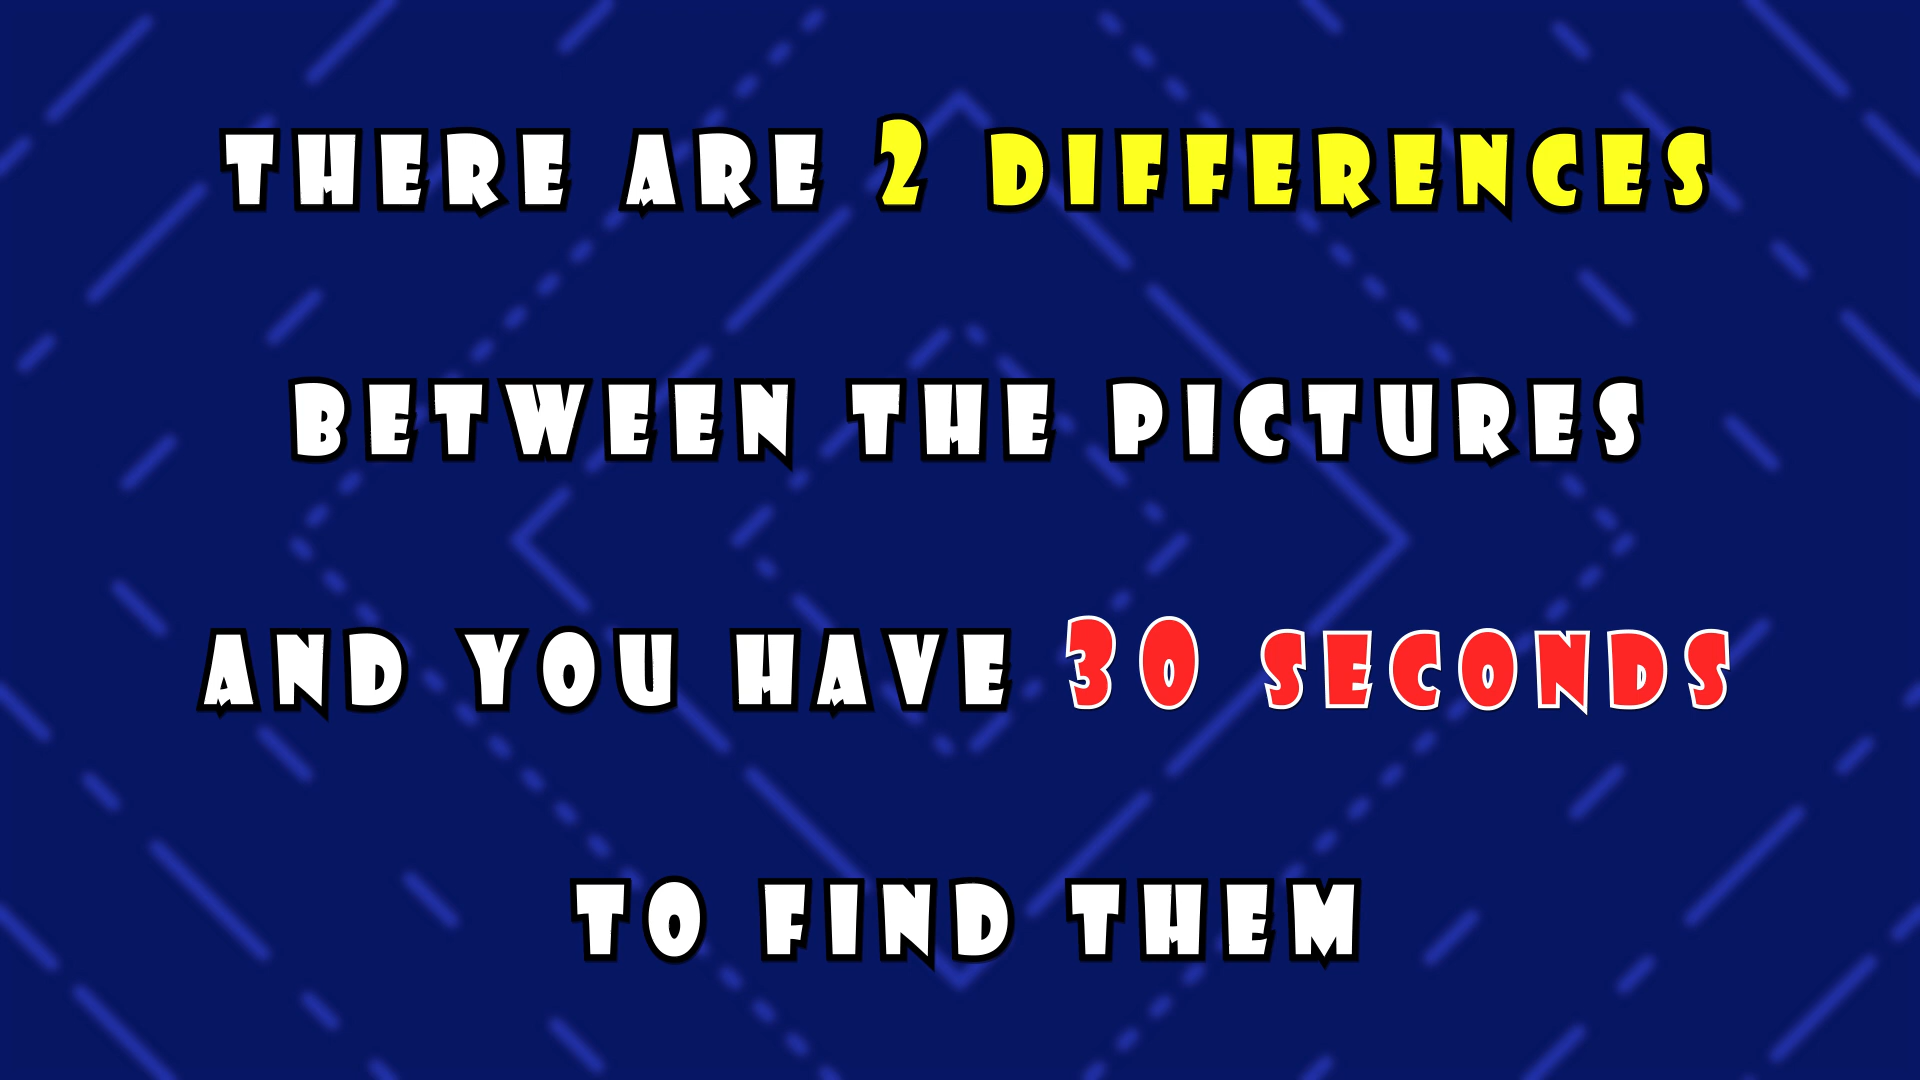 THERE ARE 2 DIFFERENCES
BETWEEN THE PICTURES
AND YOU HAVE 30 SECONDS
TO FIND THEM